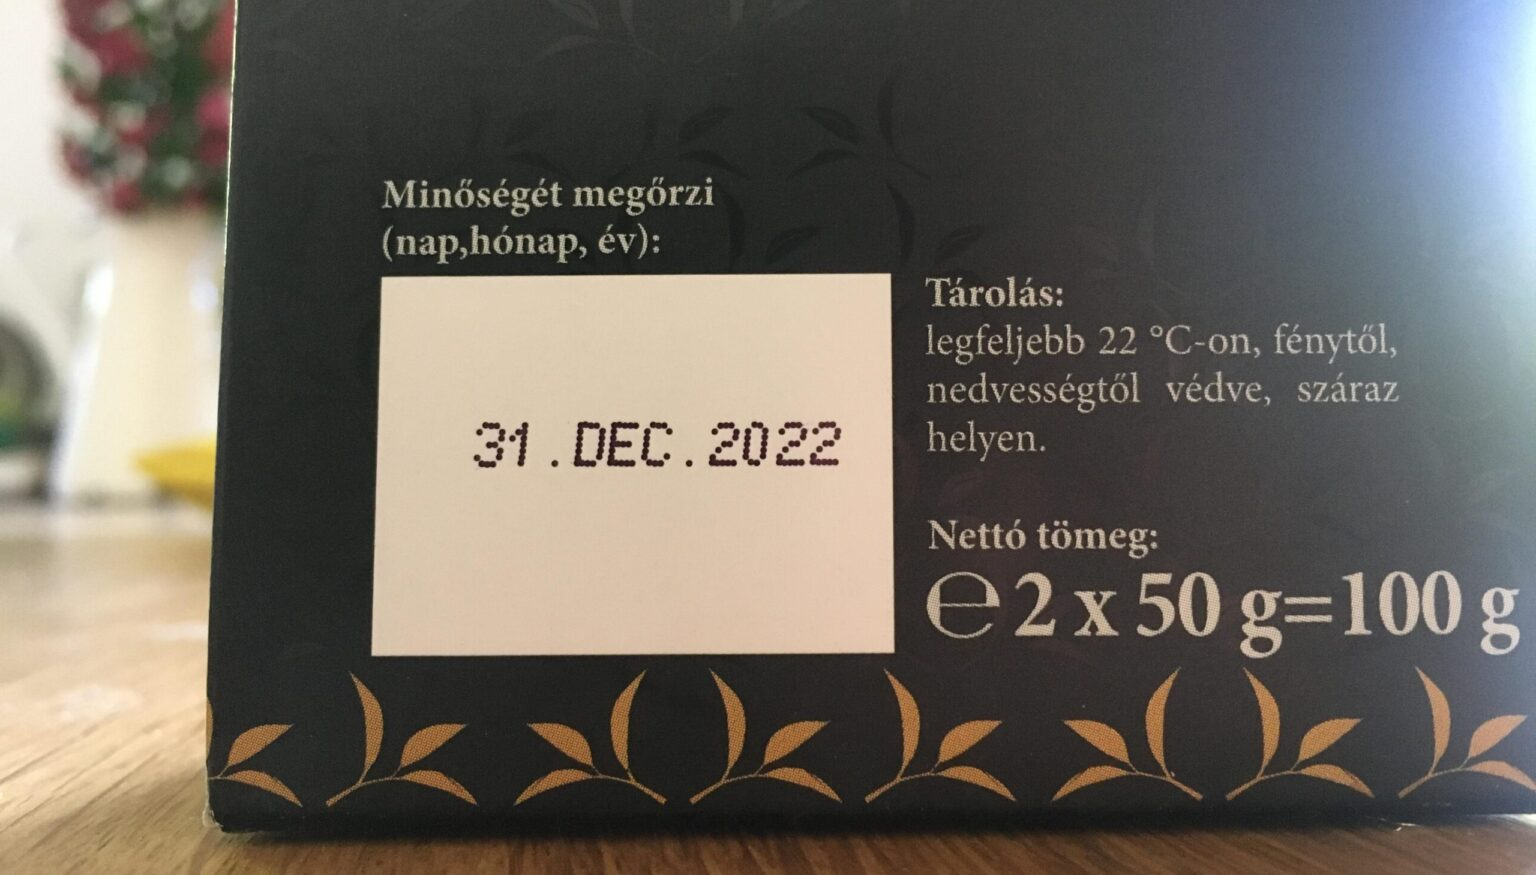 Minőségét megőrzi
(nap,hónap, év):
31.DEC.2022
Tárolás:
legfeljebb 22 °C-on, fénytől,
nedvességtől védve, száraz
helyen.
Nettó tömeg:
℮ 2 x 50 g=100 g